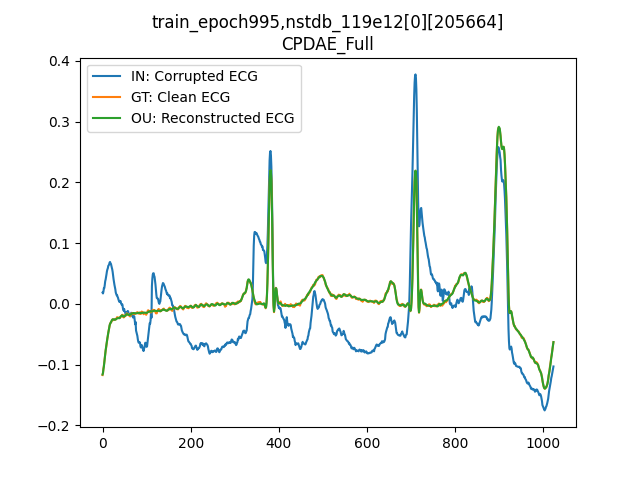 train_epoch995,nstdb_119e12[0][205664]
CPDAE_Full
IN: Corrupted ECG
GT: Clean ECG
OU: Reconstructed ECG
0.4
0.3
0.2
0.1
0.0
−0.1
−0.2
0 200 400 600 800 1000